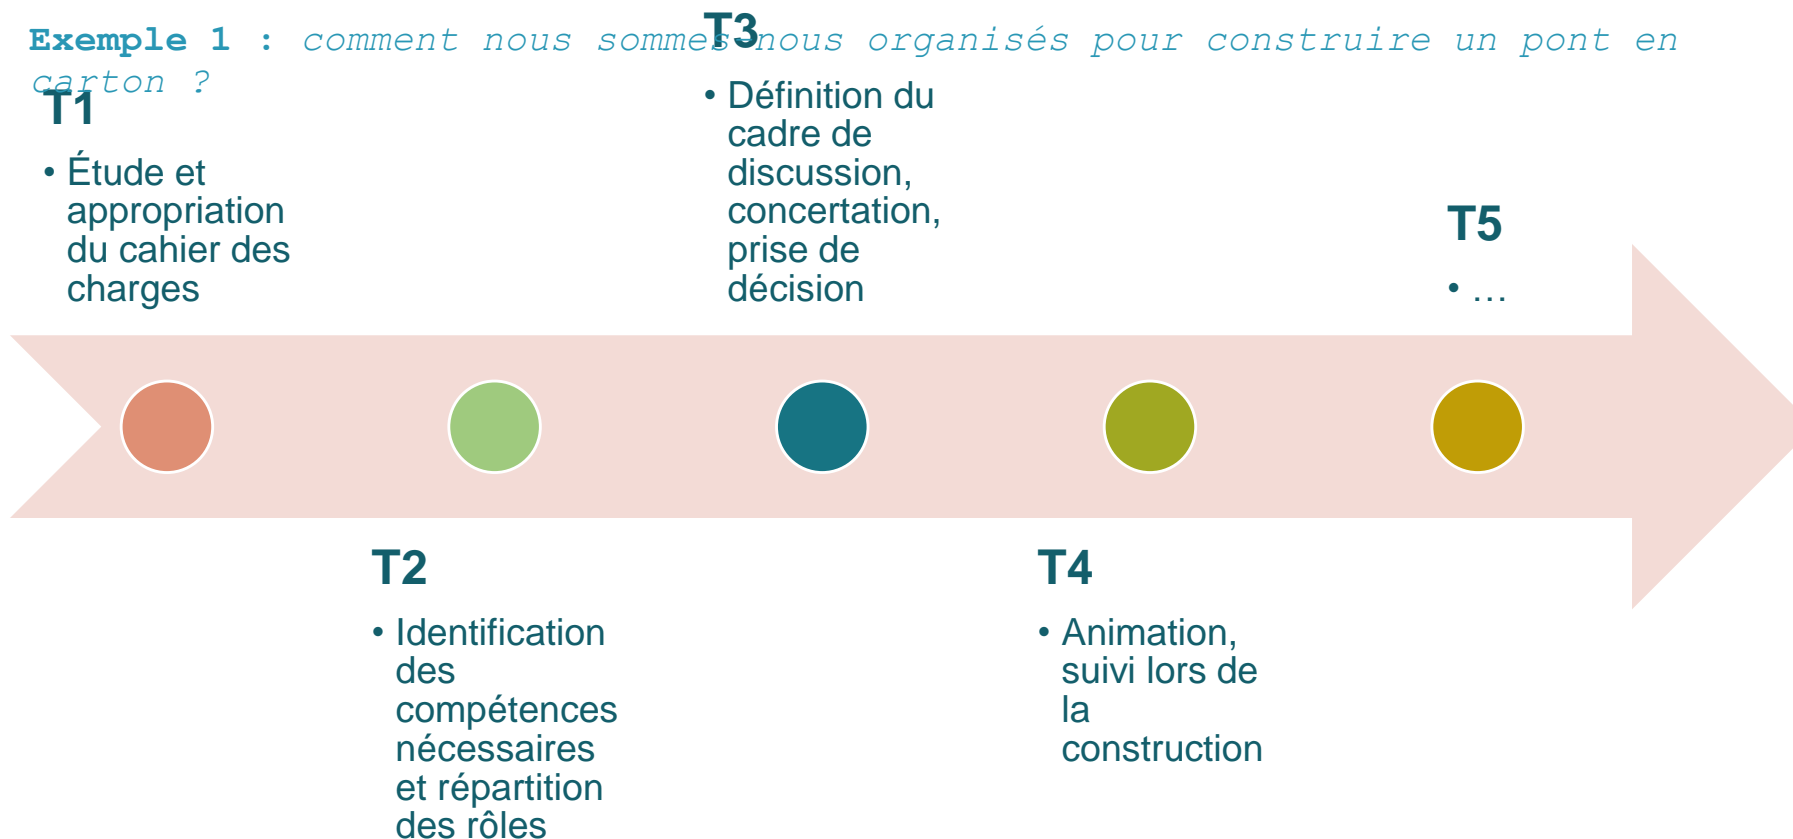 Exemple 1 : comment nous sommes-nous organisés pour construire un pont en
carton ?
T1
• Étude et
appropriation
du cahier des
charges
T2
• Identification
des
compétences
nécessaires
et répartition
des rôles
T3
• Définition du
cadre de
discussion,
concertation,
prise de
décision
T4
• Animation,
suivi lors de
la
construction
T5
• …